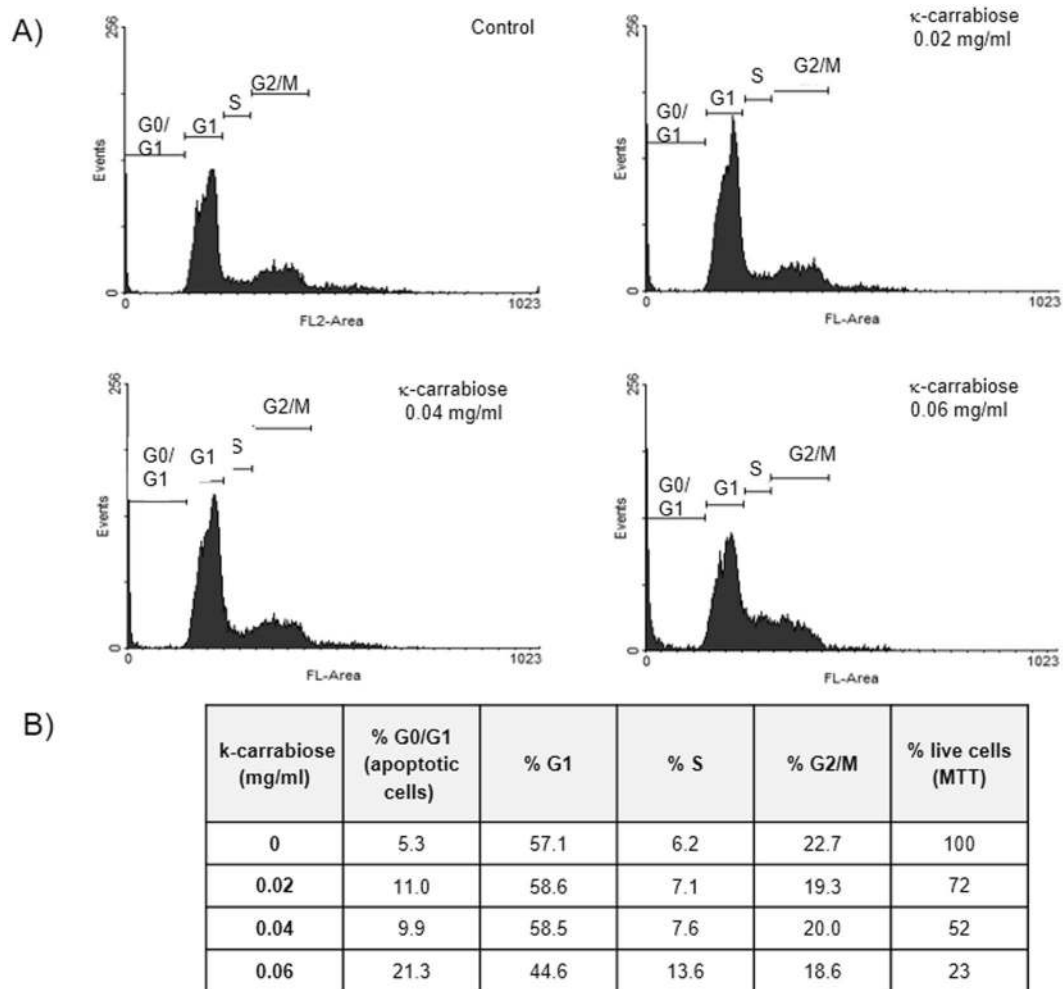 A)
Control
256
Events
0
G0/
G1
G1
S
G2/M
0
1023
FL2-Area
κ-carrabiose
0.02 mg/ml
256
Events
0
G0/
G1
G1
S
G2/M
0
1023
FL-Area
κ-carrabiose
0.04 mg/ml
256
Events
0
G0/
G1
G1
S
G2/M
0
1023
FL-Area
κ-carrabiose
0.06 mg/ml
256
Events
0
G0/
G1
G1
S
G2/M
0
1023
FL-Area
B)
k-carrabiose
(mg/ml)
% G0/G1
(apoptotic
cells)
% G1
% S
% G2/M
% live cells
(MTT)
0 5.3 57.1 6.2 22.7 100
0.02 11.0 58.6 7.1 19.3 72
0.04 9.9 58.5 7.6 20.0 52
0.06 21.3 44.6 13.6 18.6 23